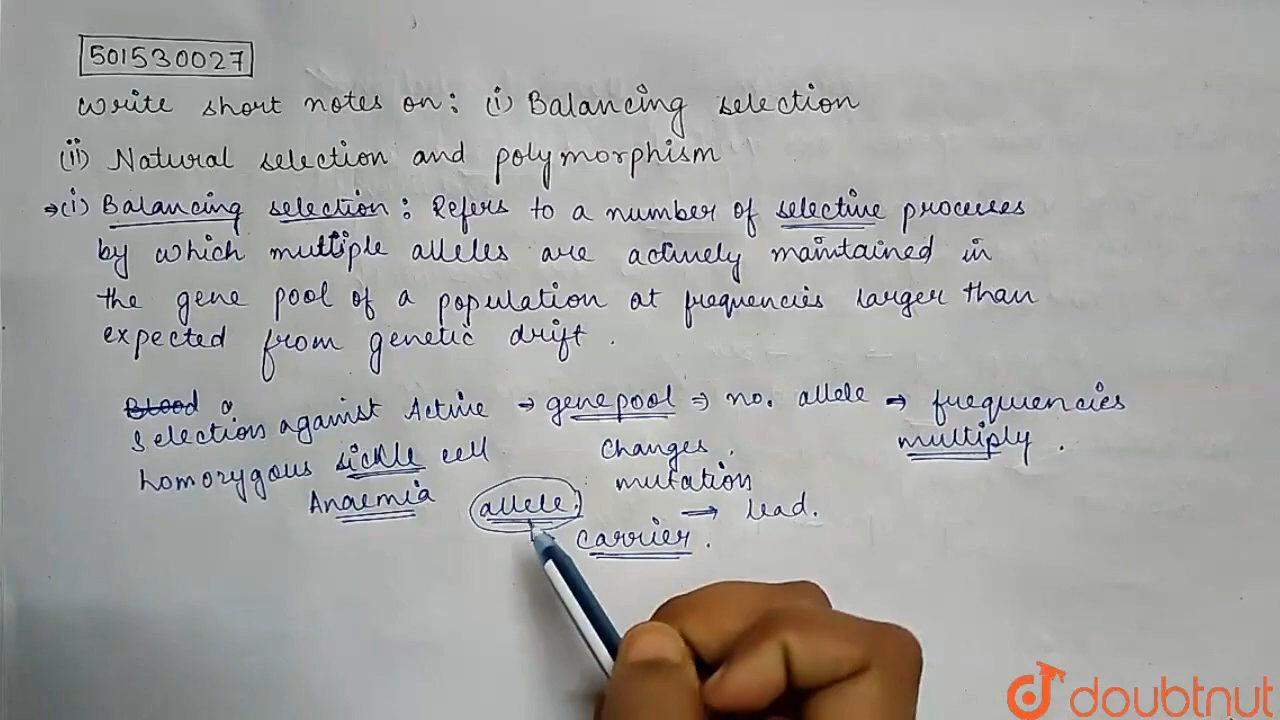 501530027
Write short notes on: (i) Balancing selection
(ii) Natural selection and polymorphism
→(i) Balancing selection: Refers to a number of selective processes
by which multiple alleles are actively maintained in
the gene pool of a population at frequencies larger than
expected from genetic drift.
Blood
Selection against Active → genepool → no. allele → frequencies
homozygous sickle cell changes. multiply.
Anaemia mutation
allele. → lead.
carrier.
doubtnut